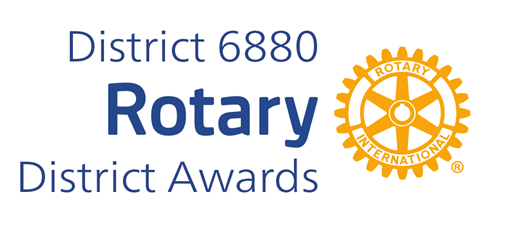 District 6880
Rotary
District Awards
ROTARY
INTERNATIONAL
®